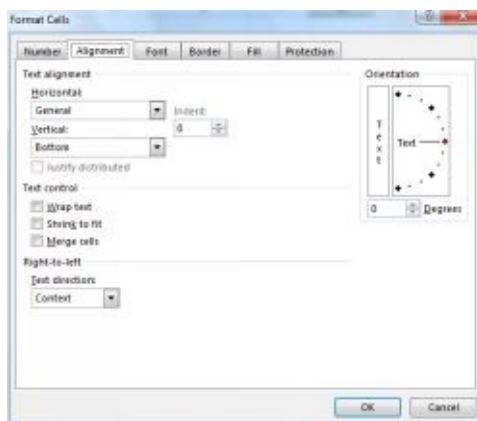 Format Cells
Number Alignment Font Border Fill Protection
Text alignment
Horizontal:
General
Indent:
Vertical:
0
Bottom
Justify distributed
Text control
Wrap text
Shrink to fit
Merge cells
Right-to-left
Text direction:
Context
Orientation
Text
Text
0 Degrees
OK Cancel